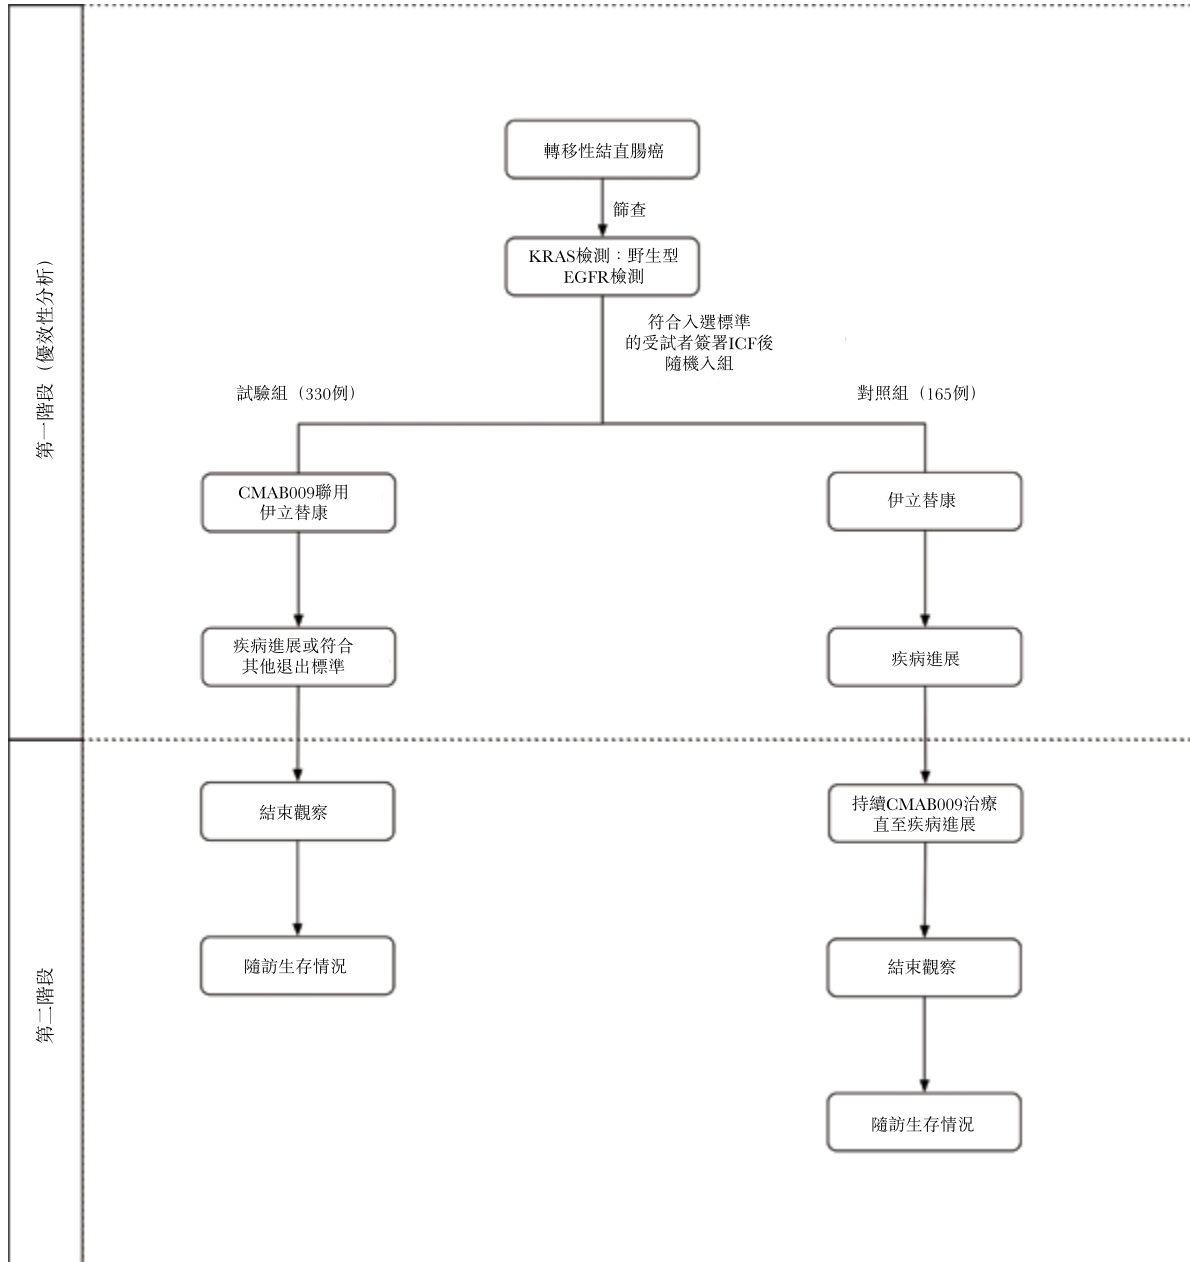 第一階段（優效性分析）
轉移性結直腸癌
篩查
KRAS檢測：野生型
EGFR檢測
符合入選標準
的受試者簽署ICF後
隨機入組
試驗組（330例）
對照組（165例）
CMAB009聯用
伊立替康
伊立替康
疾病進展或符合
其他退出標準
疾病進展
第二階段
結束觀察
持續CMAB009治療
直至疾病進展
隨訪生存情況
結束觀察
隨訪生存情況